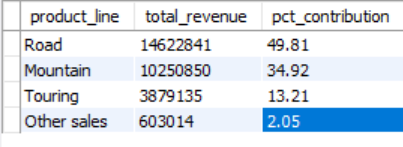 product_line total_revenue pct_contribution
Road 14622841 49.81
Mountain 10250850 34.92
Touring 3879135 13.21
Other sales 603014 2.05